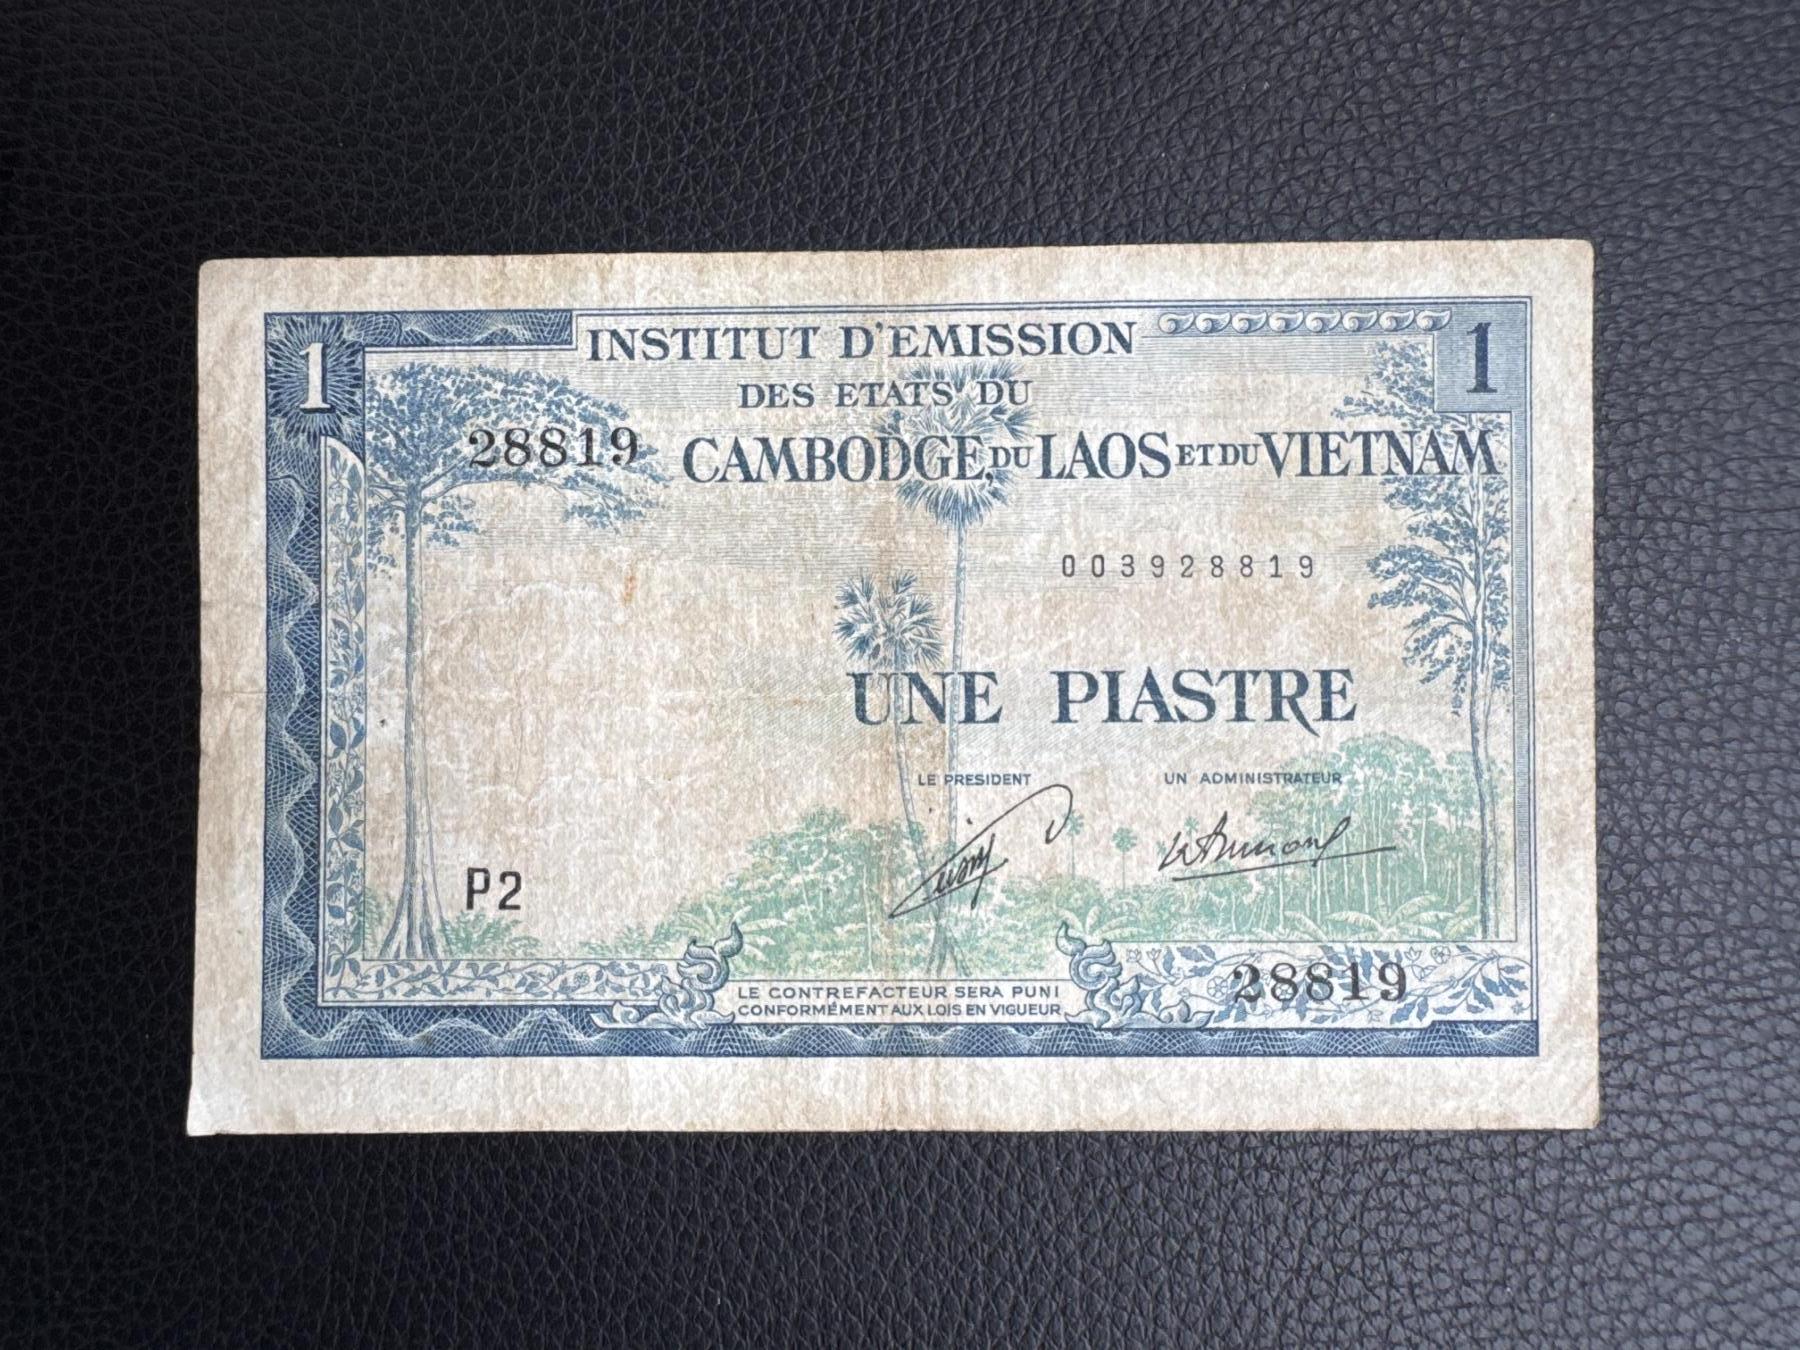 1
INSTITUT D'EMISSION
1
DES ETATS DU
28819
CAMBODGE, DU LAOS ET DU VIETNAM
003928819
UNE PIASTRE
LE PRESIDENT
UN ADMINISTRATEUR
P2
28819
LE CONTREFACTEUR SERA PUNI
CONFORMÉMENT AUX LOIS EN VIGUEUR